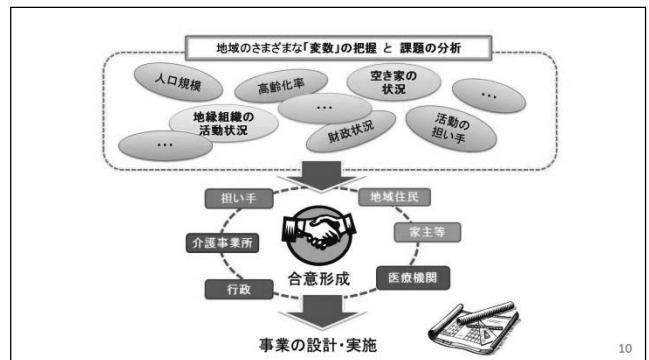 地域のさまざまな「変数」の把握 と 課題の分析
人口規模
高齢化率
空き家の
状況
…
…
地縁組織の
活動状況
財政状況
活動の
担い手
…
担い手
地域住民
介護事業所
家主等
合意形成
行政
医療機関
事業の設計・実施
10